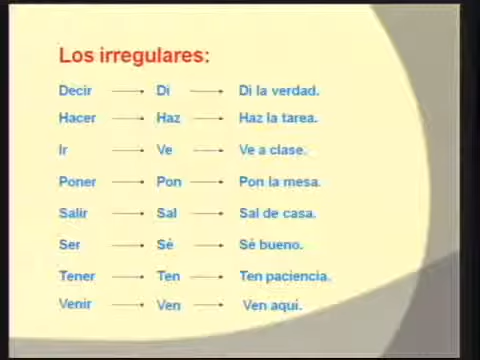 Los irregulares:
Decir Di Di la verdad.
Hacer Haz Haz la tarea.
Ir Ve Ve a clase.
Poner Pon Pon la mesa.
Salir Sal Sal de casa.
Ser Sé Sé bueno.
Tener Ten Ten paciencia.
Venir Ven Ven aquí.